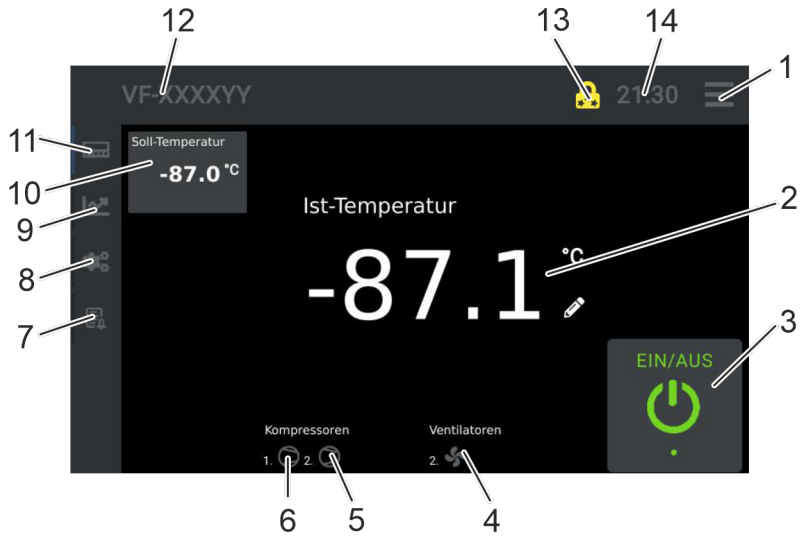 12
13
14
1
VF-XXXXYY
21:30
11
Soll-Temperatur
-87.0 °C
10
Ist-Temperatur
2
9
-87.1 °C
8
7
3
EIN/AUS
Kompressoren
Ventilatoren
1. 2.
2.
6
5
4